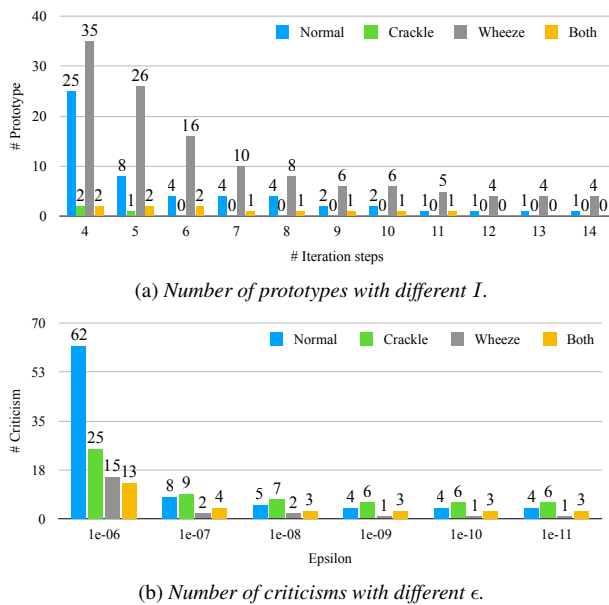 40
30
20
10
0
# Prototype
Normal Crackle Wheeze Both
25 2 35 2
8 1 26 2
4 0 16 2
4 0 10 1
4 0 8 1
2 0 6 1
2 0 6 1
1 0 5 1
1 0 4 0
1 0 4 0
1 0 4 0
4 5 6 7 8 9 10 11 12 13 14
# Iteration steps
(a) Number of prototypes with different I.
70
53
35
18
0
# Criticism
Normal Crackle Wheeze Both
62 25 15 13
8 9 2 4
5 7 2 3
4 6 1 3
4 6 1 3
4 6 1 3
1e-06 1e-07 1e-08 1e-09 1e-10 1e-11
Epsilon
(b) Number of criticisms with different ϵ.